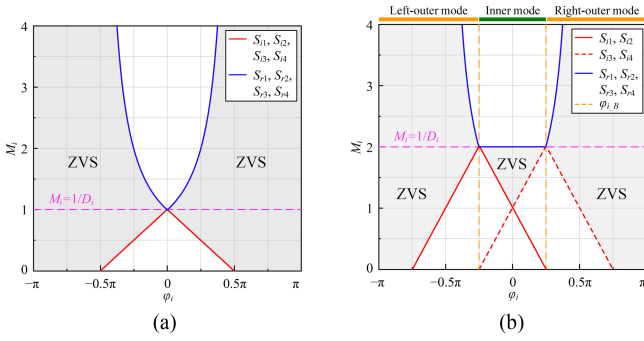 (a)
4
3
2
1
0
M_i
S_i1, S_i2,
S_i3, S_i4
S_r1, S_r2,
S_r3, S_r4
ZVS
ZVS
M_i=1/D_i
−π
−0.5π
0
0.5π
π
φ_i
(a)
Left-outer mode
Inner mode
Right-outer mode
(b)
4
3
2
1
0
M_i
S_i1, S_i2
S_i3, S_i4
S_r1, S_r2,
S_r3, S_r4
φ_i_B
M_i=1/D_i
ZVS
ZVS
ZVS
−π
−0.5π
0
0.5π
π
φ_i
(b)